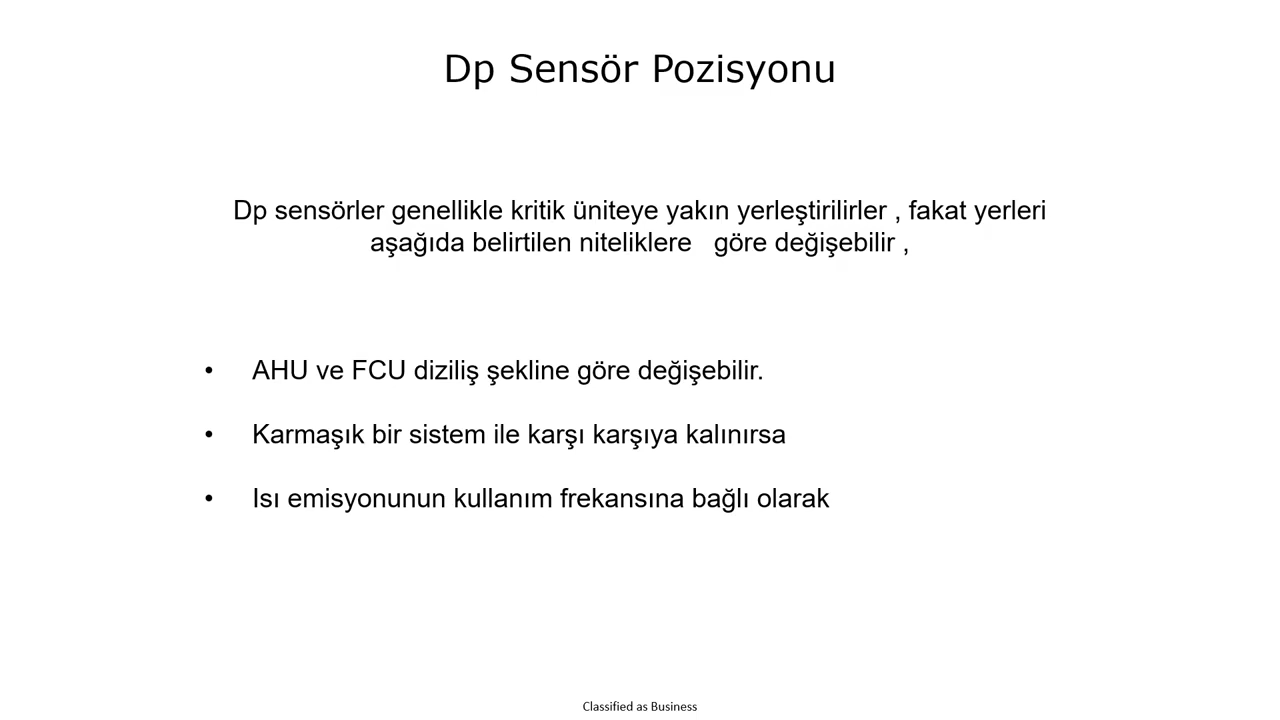 Dp Sensör Pozisyonu
Dp sensörler genellikle kritik üniteye yakın yerleştirilirler , fakat yerleri
aşağıda belirtilen niteliklere   göre değişebilir ,
• AHU ve FCU diziliş şekline göre değişebilir.
• Karmaşık bir sistem ile karşı karşıya kalınırsa
• Isı emisyonunun kullanım frekansına bağlı olarak
Classified as Business